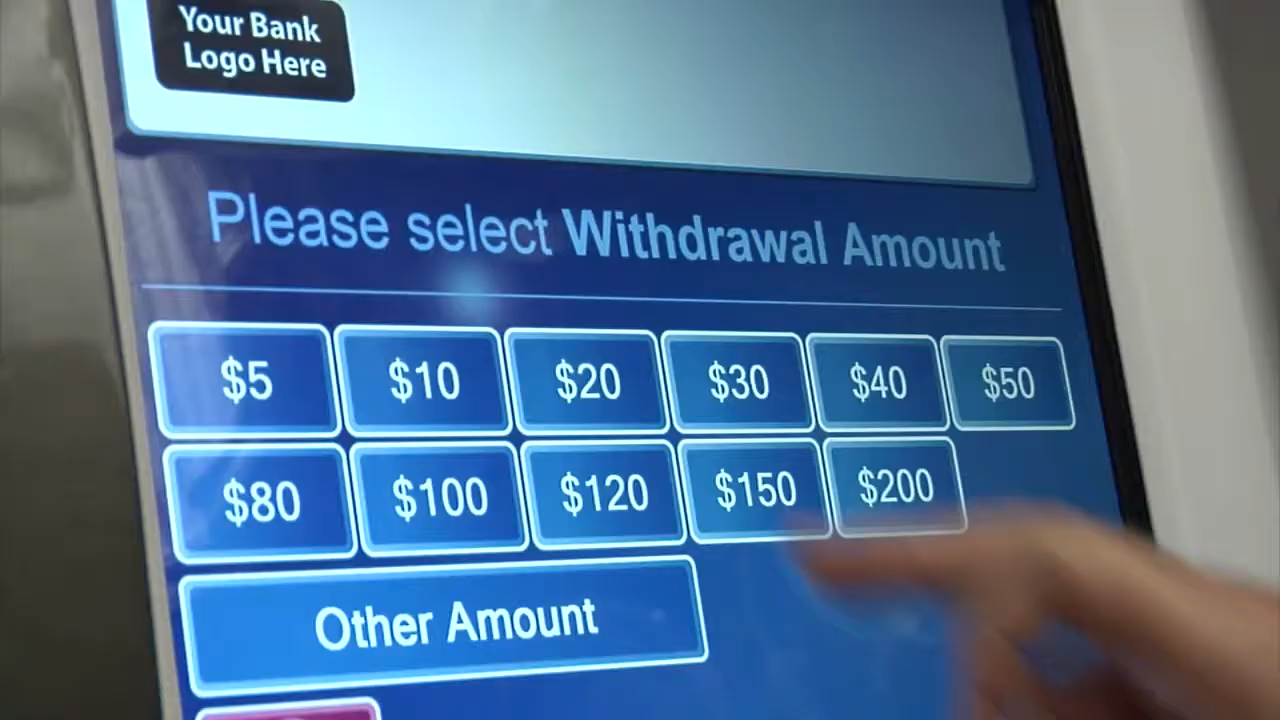 Your Bank
Logo Here
Please select Withdrawal Amount
$5 $10 $20 $30 $40 $50
$80 $100 $120 $150 $200
Other Amount